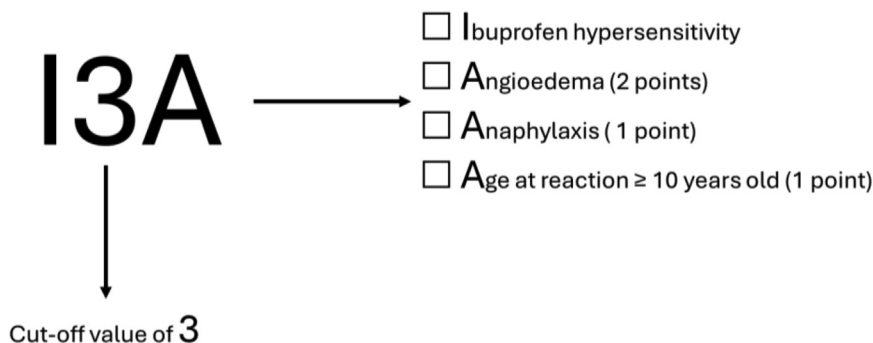 I3A
Ibuprofen hypersensitivity
Angioedema (2 points)
Anaphylaxis ( 1 point)
Age at reaction ≥ 10 years old (1 point)
Cut-off value of 3